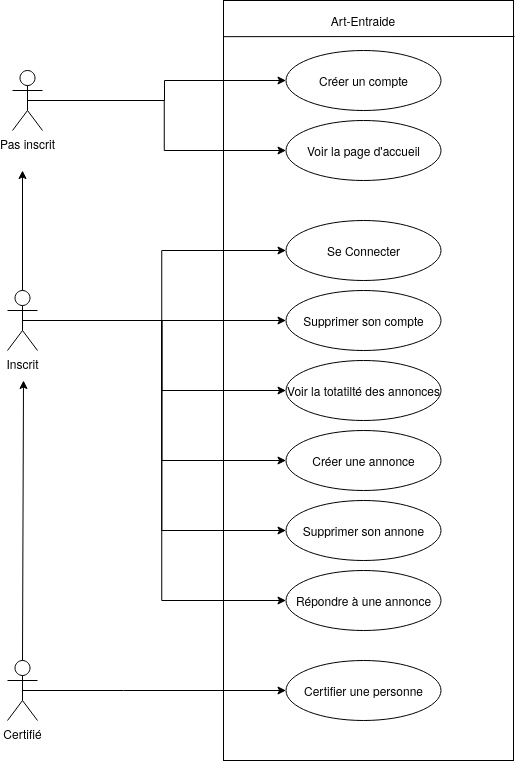 Art-Entraide
Créer un compte
Pas inscrit
Voir la page d'accueil
Se Connecter
Supprimer son compte
Inscrit
Voir la totatilté des annonces
Créer une annonce
Supprimer son annone
Répondre à une annonce
Certifier une personne
Certifié